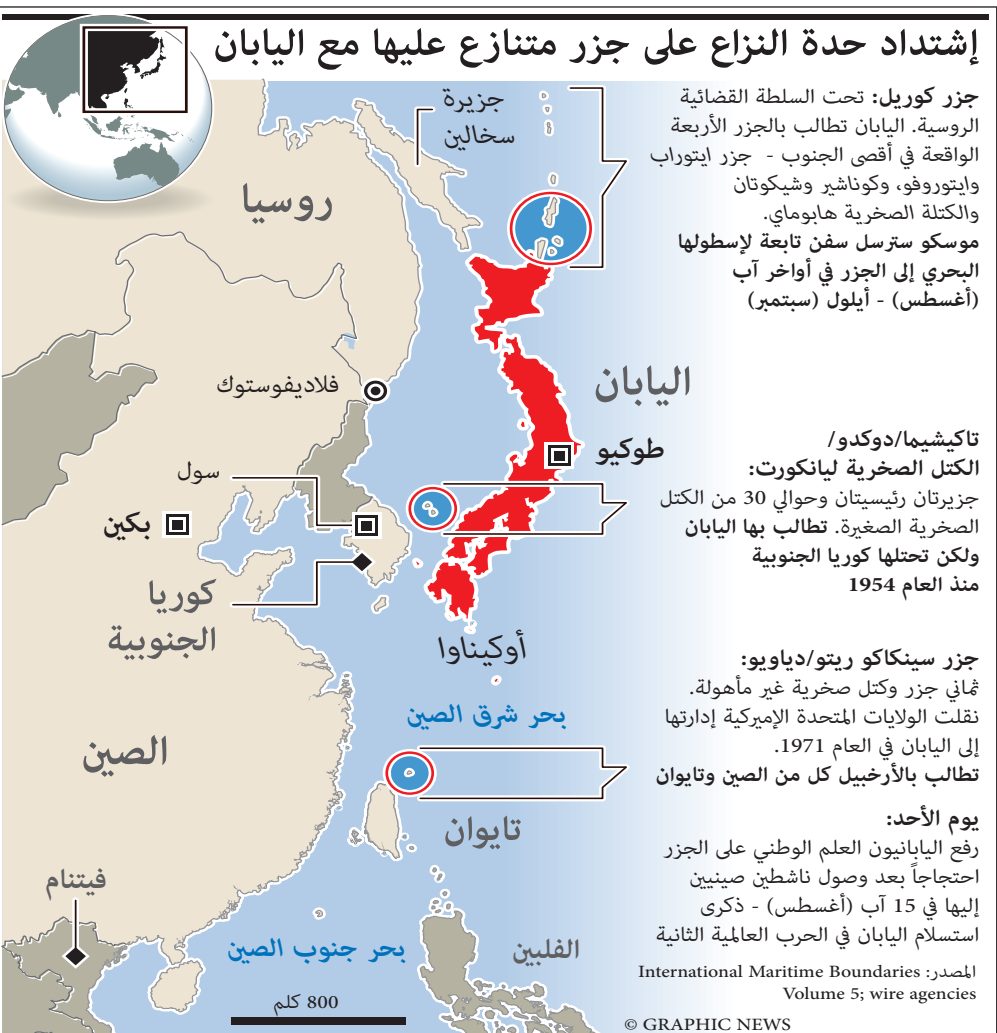 إشتداد حدة النزاع على جزر متنازع عليها مع اليابان
جزر كوريل: تحت السلطة القضائية
الروسية. اليابان تطالب بالجزر الأربعة
الواقعة في أقصى الجنوب - جزر ايتوراب
وايتوروفو، وكوناشير وشيكوتان
والكتلة الصخرية هابوماي.
موسكو سترسل سفن تابعة لإسطولها
البحري إلى الجزر في أواخر آب
(أغسطس) - أيلول (سبتمبر)
تاكيشيما/دوكدو/
الكتل الصخرية ليانكورت:
جزيرتان رئيسيتان وحوالي 30 من الكتل
الصخرية الصغيرة. تطالب بها اليابان
ولكن تحتلها كوريا الجنوبية
منذ العام 1954
جزر سينكاكو ريتو/دياويو:
ثماني جزر وكتل صخرية غير مأهولة.
نقلت الولايات المتحدة الإميركية إدارتها
إلى اليابان في العام 1971.
تطالب بالأرخبيل كل من الصين وتايوان
يوم الأحد:
رفع اليابانيون العلم الوطني على الجزر
احتجاجاً بعد وصول ناشطين صينيين
إليها في 15 آب (أغسطس) - ذكرى
استسلام اليابان في الحرب العالمية الثانية
المصدر: International Maritime Boundaries
Volume 5; wire agencies
© GRAPHIC NEWS
جزيرة
سخالين
روسيا
فلاديفوستوك
اليابان
طوكيو
سول
بكين
كوريا
الجنوبية
أوكيناوا
بحر شرق الصين
الصين
تايوان
فيتنام
بحر جنوب الصين
الفلبين
800 كلم